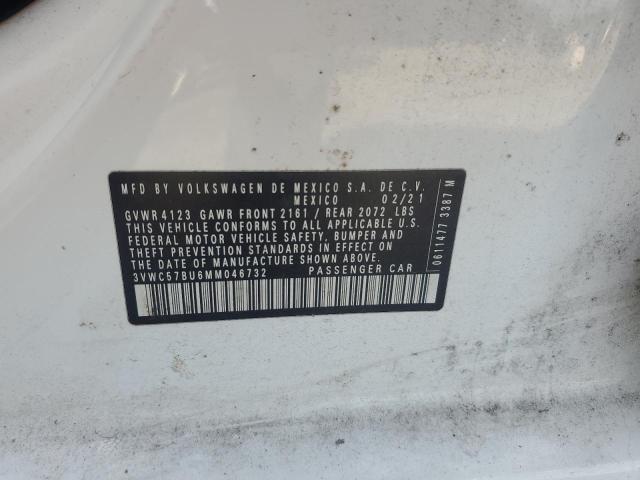 MFD BY VOLKSWAGEN DE MEXICO S.A. DE C.V.
MEXICO 02/21
GVWR 4123 GAWR FRONT 2161 / REAR 2072 LBS
THIS VEHICLE CONFORMS TO ALL APPLICABLE
FEDERAL MOTOR VEHICLE SAFETY, BUMPER AND
THEFT PREVENTION STANDARDS IN EFFECT ON
THE DATE OF MANUFACTURE SHOWN ABOVE.
3VWC57BU6MM046732 PASSENGER CAR
0611477 3387 M